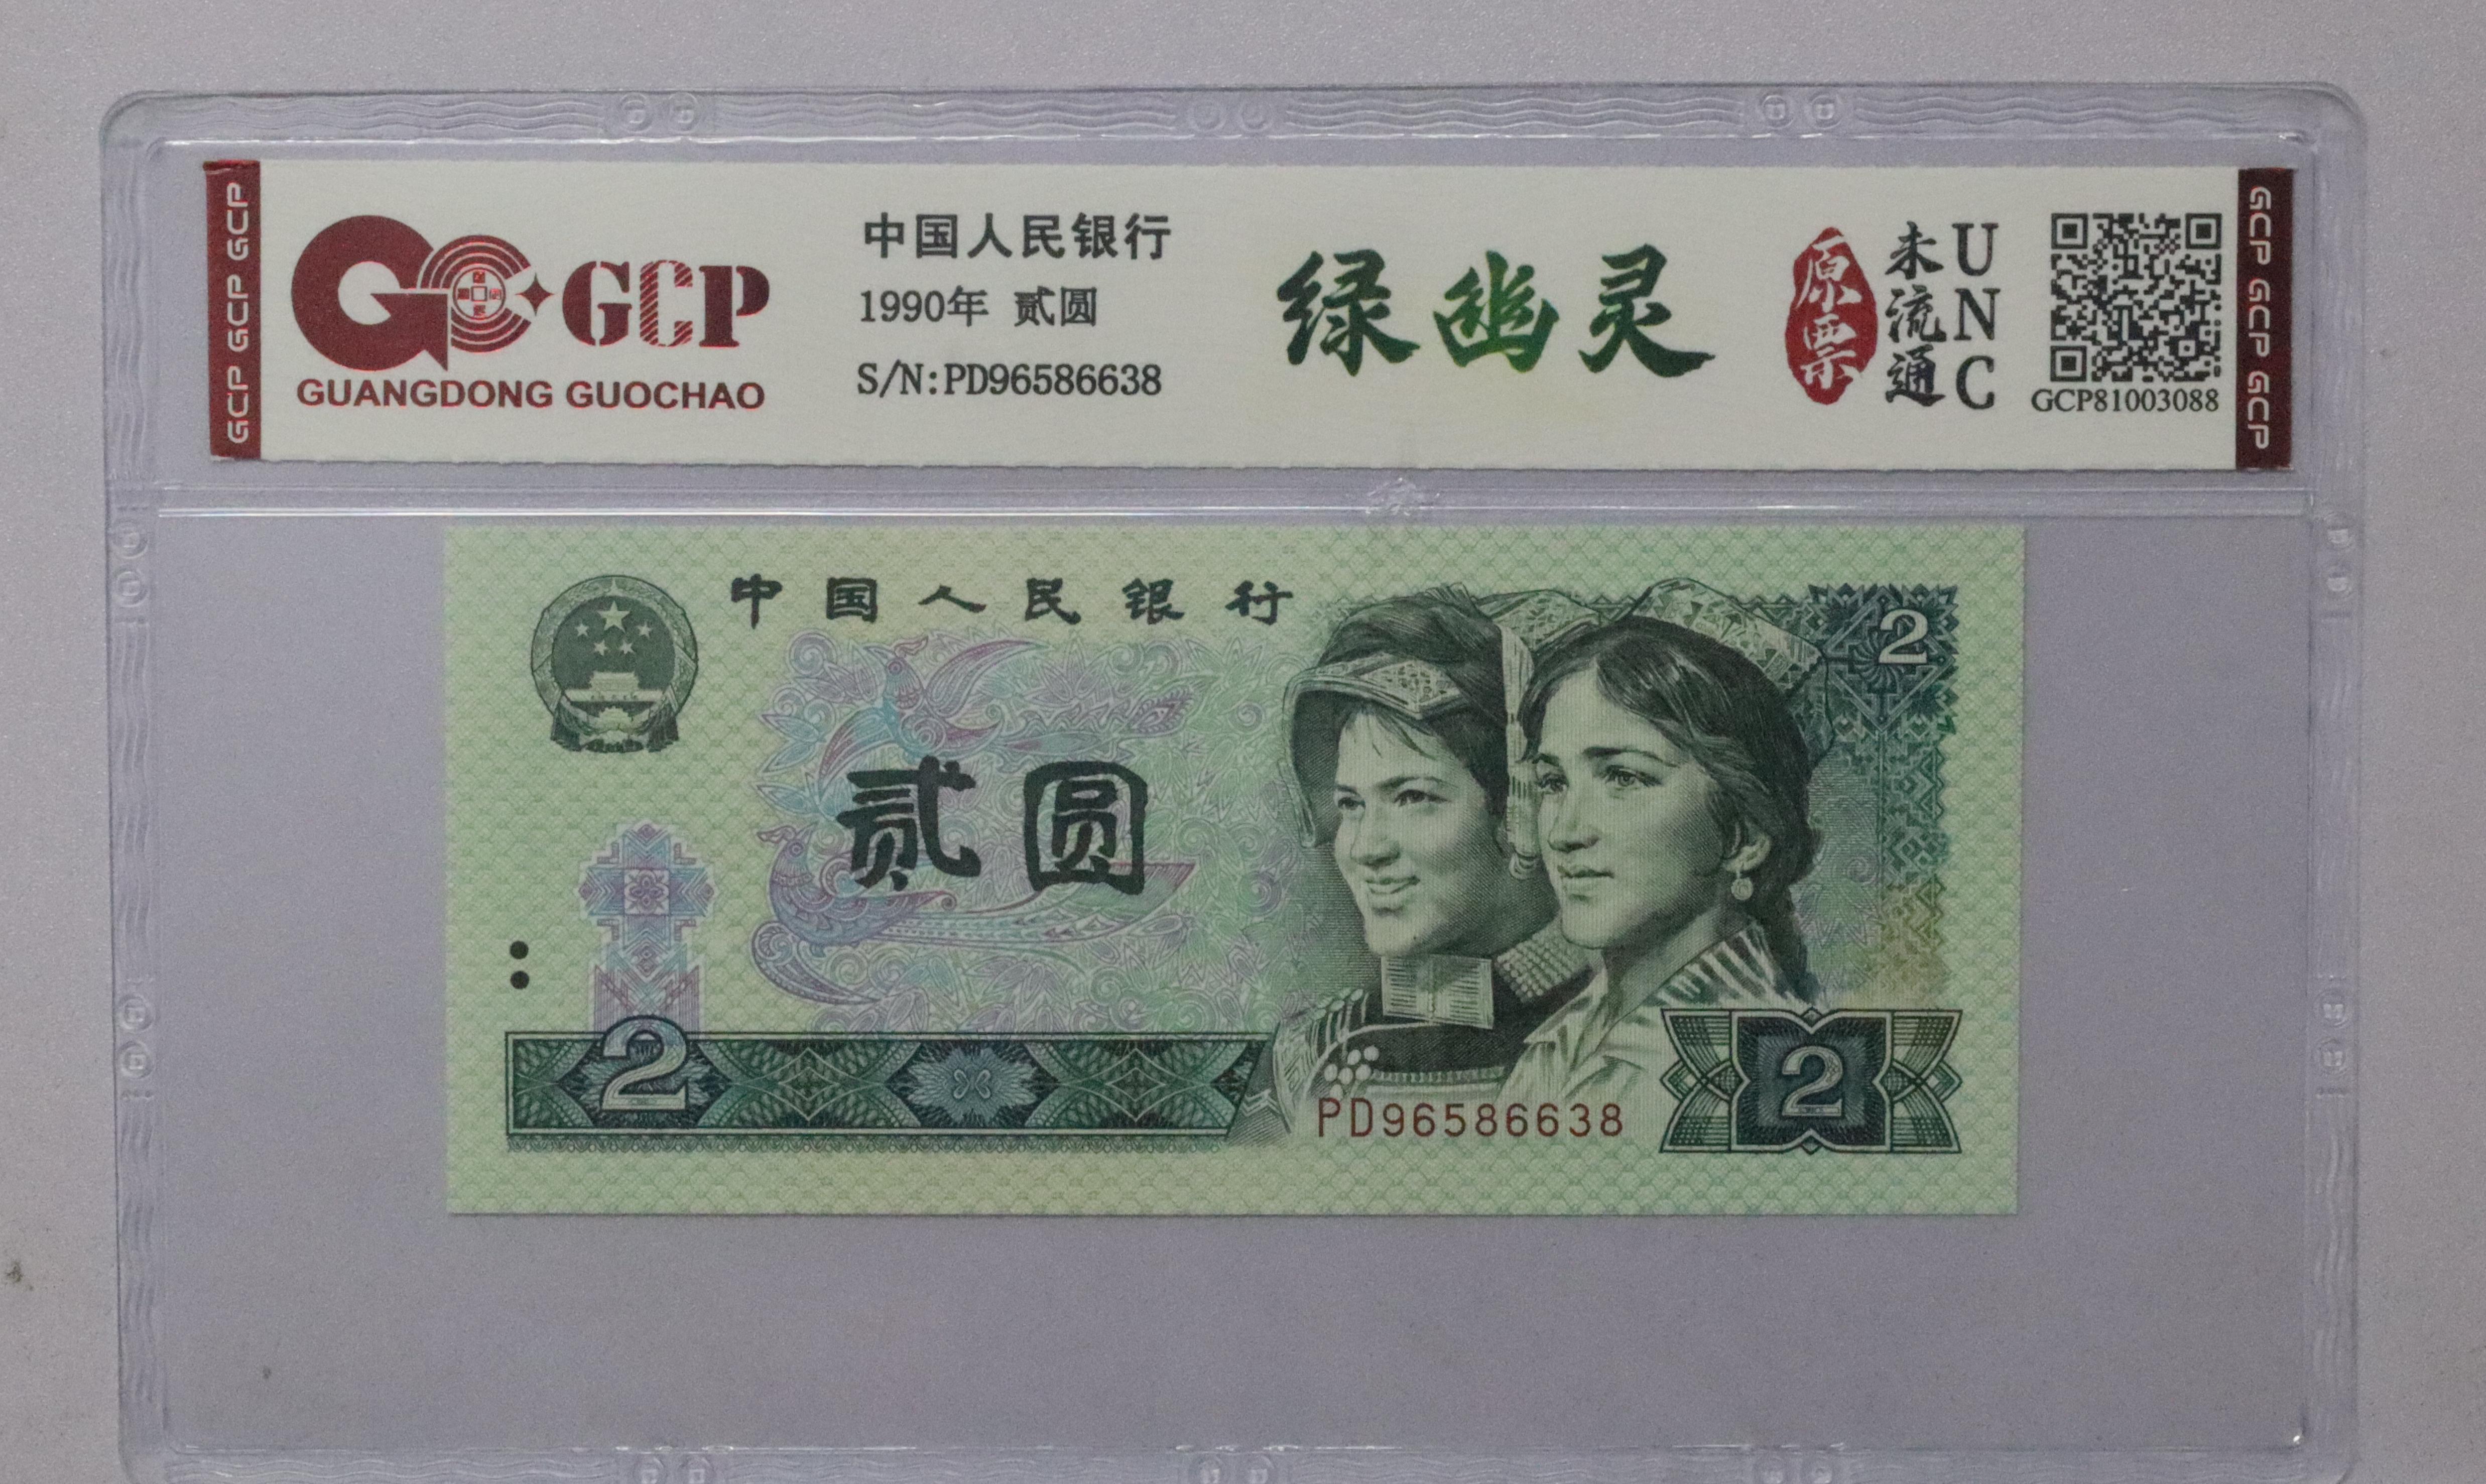 GCP GCP GCP
GCP
GUANGDONG GUOCHAO
中国人民银行
1990年 贰圆
S/N:PD96586638
绿幽灵
原票
未流通
UNC
GCP81003088
GCP GCP GCP
中国人民银行
2
贰圆
2
PD96586638
2